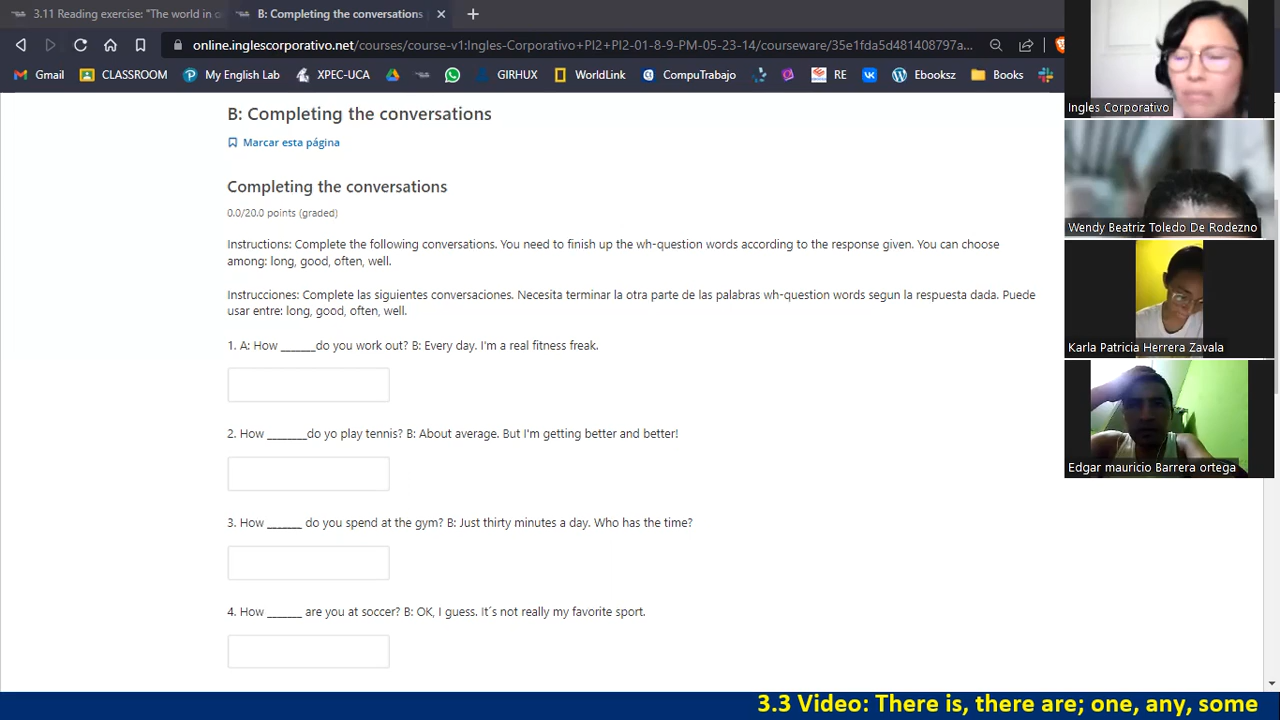 3.11 Reading exercise: "The world in o
B: Completing the conversations
online.inglescorporativo.net/courses/course-v1:Ingles-Corporativo+PI2+PI2-01-8-9-PM-05-23-14/courseware/35e1fda5d481408797a...
Gmail CLASSROOM My English Lab XPEC-UCA GIRHUX WorldLink CompuTrabajo RE WordPress Ebooksz Books
B: Completing the conversations
Marcar esta página
Completing the conversations
0.0/20.0 points (graded)
Instructions: Complete the following conversations. You need to finish up the wh-question words according to the response given. You can choose
among: long, good, often, well.
Instrucciones: Complete las siguientes conversaciones. Necesita terminar la otra parte de las palabras wh-question words segun la respuesta dada. Puede
usar entre: long, good, often, well.
1. A: How _______do you work out? B: Every day. I'm a real fitness freak.
2. How ________do yo play tennis? B: About average. But I'm getting better and better!
3. How _______ do you spend at the gym? B: Just thirty minutes a day. Who has the time?
4. How _______ are you at soccer? B: OK, I guess. It´s not really my favorite sport.
Ingles Corporativo
Wendy Beatriz Toledo De Rodezno
Karla Patricia Herrera Zavala
Edgar mauricio Barrera ortega
3.3 Video: There is, there are; one, any, some